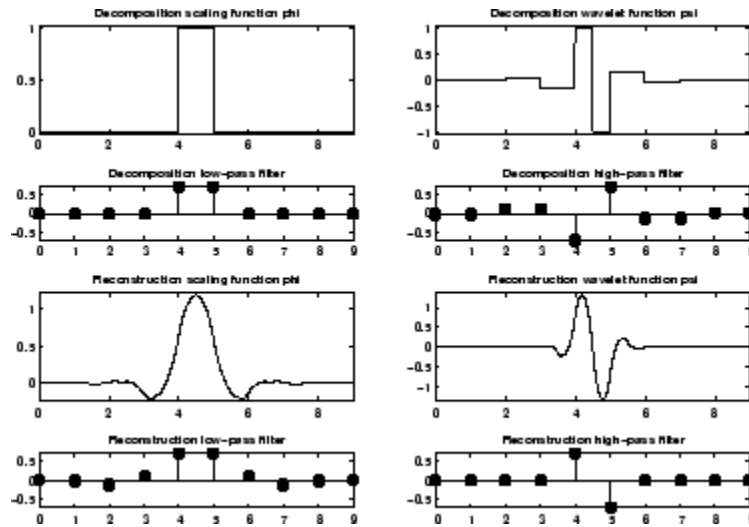 Decomposition scaling function phi
Decomposition wavelet function psi
1
0.5
0
0 2 4 6 8
1
0.5
0
−0.5
−1
0 2 4 6 8
Decomposition low−pass filter
Decomposition high−pass filter
0.5
0
−0.5
0 1 2 3 4 5 6 7 8 9
0.5
0
−0.5
0 1 2 3 4 5 6 7 8
Reconstruction scaling function phi
Reconstruction wavelet function psi
1
0.5
0
0 2 4 6 8
1
0.5
0
−0.5
−1
0 2 4 6 8
Reconstruction low−pass filter
Reconstruction high−pass filter
0.5
0
−0.5
0 1 2 3 4 5 6 7 8 9
0.5
0
−0.5
0 1 2 3 4 5 6 7 8